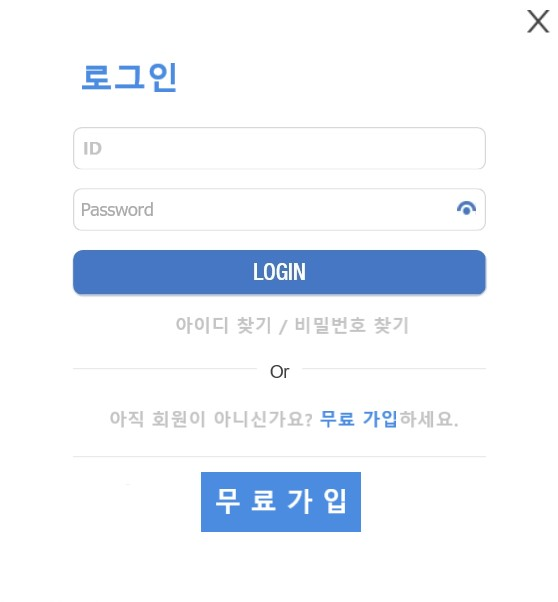 X
로그인
ID
Password
LOGIN
아이디 찾기 / 비밀번호 찾기
Or
아직 회원이 아니신가요? 무료 가입하세요.
무 료 가 입